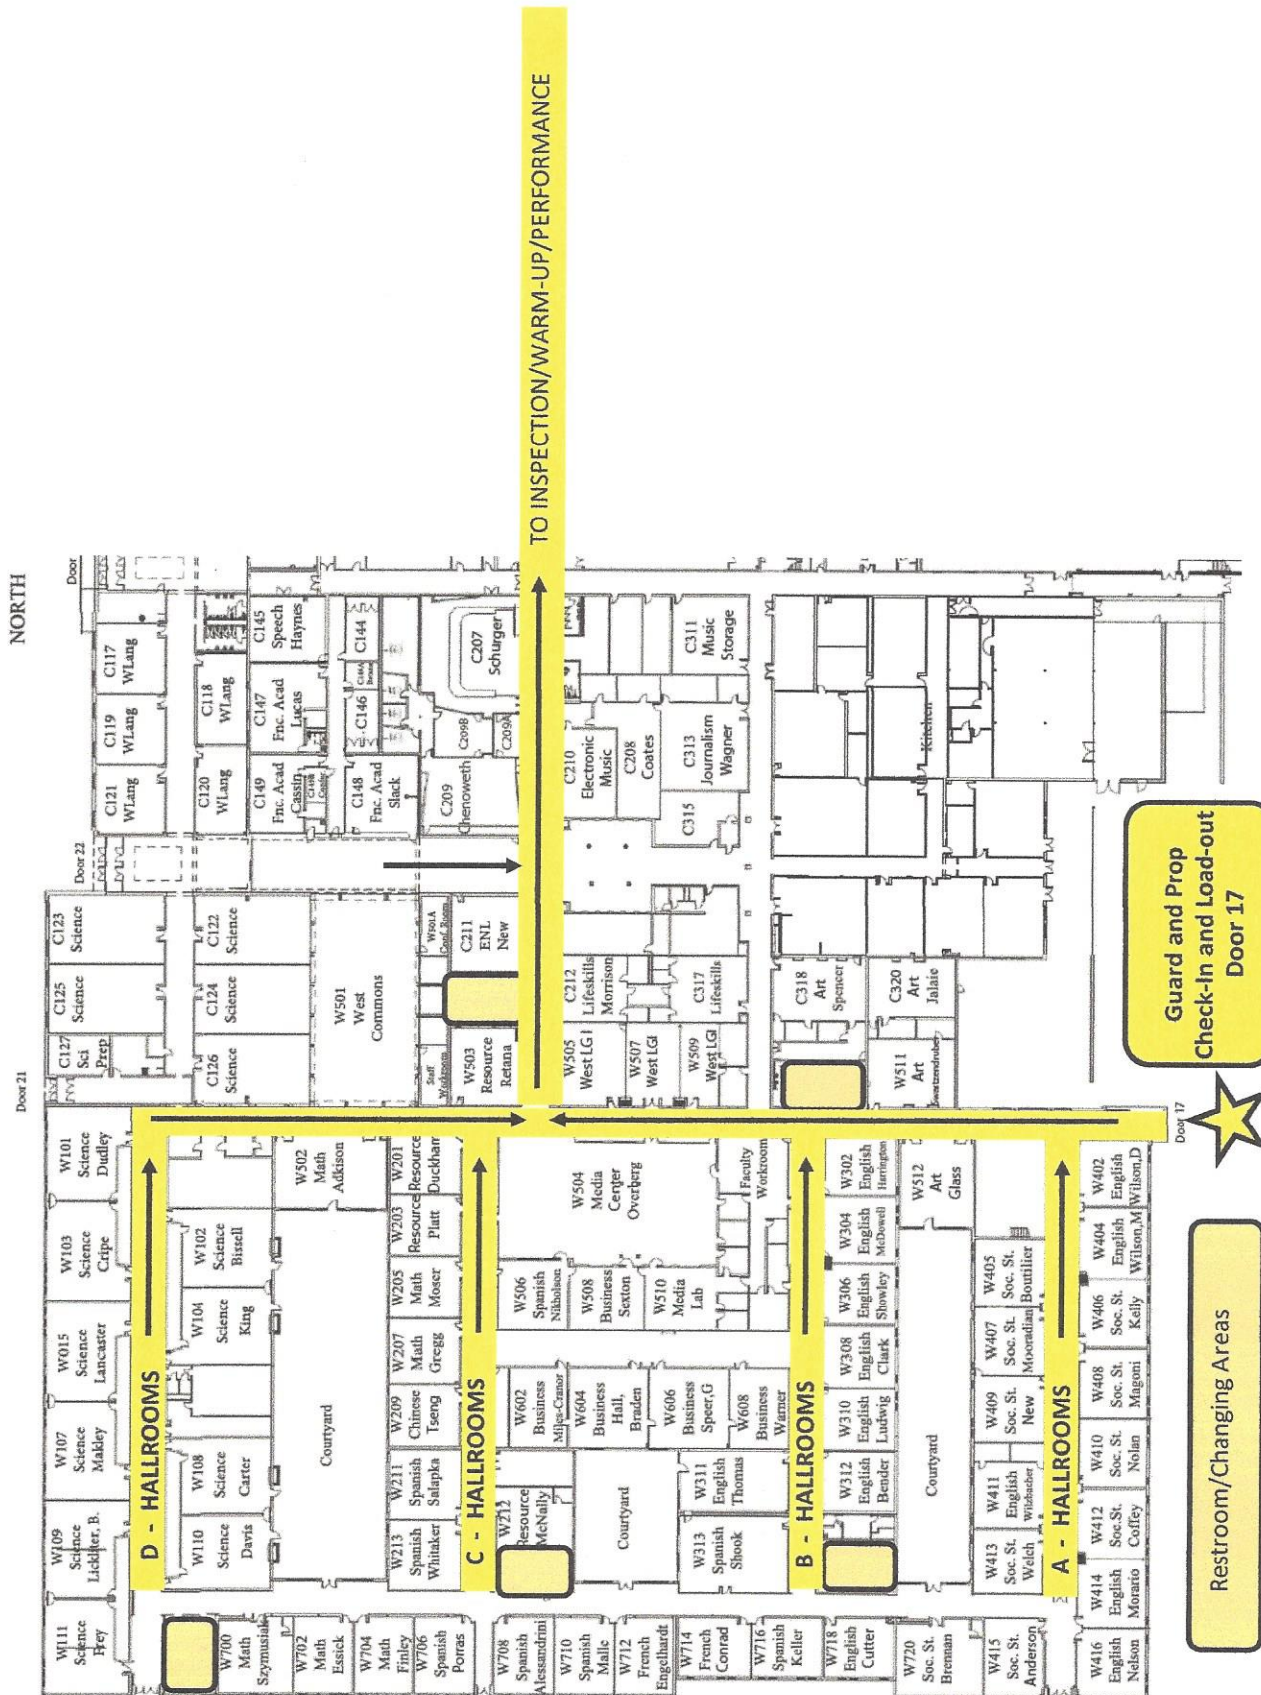 NORTH
Door 21
Door 22
Door
W111
Science
Frey
W109
Science
Lickliter, B.
W107
Science
Makley
W015
Science
Lancaster
W103
Science
Cripe
W101
Science
Dudley
C127
Sci
Prep
C125
Science
C123
Science
C121
WLang
C119
WLang
C117
WLang
D - HALLROOMS
W110
Science
Davis
W108
Science
Carter
W104
Science
King
W102
Science
Bissell
C126
Science
C124
Science
C122
Science
C120
WLang
C118
WLang
W700
Math
Szymusiak
W702
Math
Essick
W704
Math
Finley
W706
Spanish
Porras
Courtyard
W502
Math
Adkison
W501
West
Commons
C149
Fnc. Acad
Cassin
C147
Fnc. Acad
Lucas
C145
Speech
Haynes
C148
Fnc. Acad
Slack
C146
C144
W213
Spanish
Whitaker
W211
Spanish
Salapka
W209
Chinese
Tseng
W207
Math
Gregg
W205
Math
Moser
W203
Resource
Platt
W201
Resource
Duckham
Staff
Workroom
W501A
Conf. Room
W503
Resource
Retana
C211
ENL
New
C209
Chenoweth
C209B
C209A
C207
Schurger
C - HALLROOMS
TO INSPECTION/WARM-UP/PERFORMANCE
W708
Spanish
Alessandrini
W710
Spanish
Malle
W712
French
Engelhardt
W714
French
Conrad
W716
Spanish
Keller
W718
English
Cutter
W212
Resource
McNally
Courtyard
W602
Business
Miles-Cranor
W604
Business
Hall,
Braden
W606
Business
Speer,G
W608
Business
Warner
W506
Spanish
Nikholson
W508
Business
Sexton
W510
Media
Lab
W504
Media
Center
Overberg
Faculty
Workroom
W505
West LGI
W507
West LGI
W509
West LGI
C212
Lifeskills
Morrison
C317
Lifeskills
C210
Electronic
Music
C208
Coates
C315
C313
Journalism
Wagner
C311
Music
Storage
W313
Spanish
Shook
W311
English
Thomas
B - HALLROOMS
W312
English
Bender
W310
English
Ludwig
W308
English
Clark
W306
English
Showley
W304
English
McDowell
W302
English
Harrington
C318
Art
Spencer
W511
Art
C320
Art
Jalaie
Kitchen
W720
Soc. St.
Brennan
W415
Soc. St.
Anderson
Courtyard
W512
Art
Glass
W413
Soc. St.
Welch
W411
English
Wilzbacher
W409
Soc. St.
New
W407
Soc. St.
Mooradian
W405
Soc. St.
Boutilier
A - HALLROOMS
W416
English
Nelson
W414
English
Morario
W412
Soc.St.
Coffey
W410
Soc. St.
Nolan
W408
Soc. St.
Magoni
W406
Soc. St.
Kelly
W404
English
Wilson,M
W402
English
Wilson,D
Door 17
Restroom/Changing Areas
Guard and Prop
Check-In and Load-out
Door 17